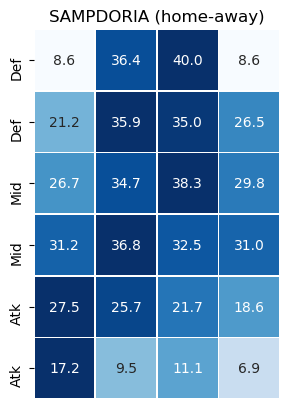 SAMPDORIA (home-away)
Def 8.6 36.4 40.0 8.6
Def 21.2 35.9 35.0 26.5
Mid 26.7 34.7 38.3 29.8
Mid 31.2 36.8 32.5 31.0
Atk 27.5 25.7 21.7 18.6
Atk 17.2 9.5 11.1 6.9